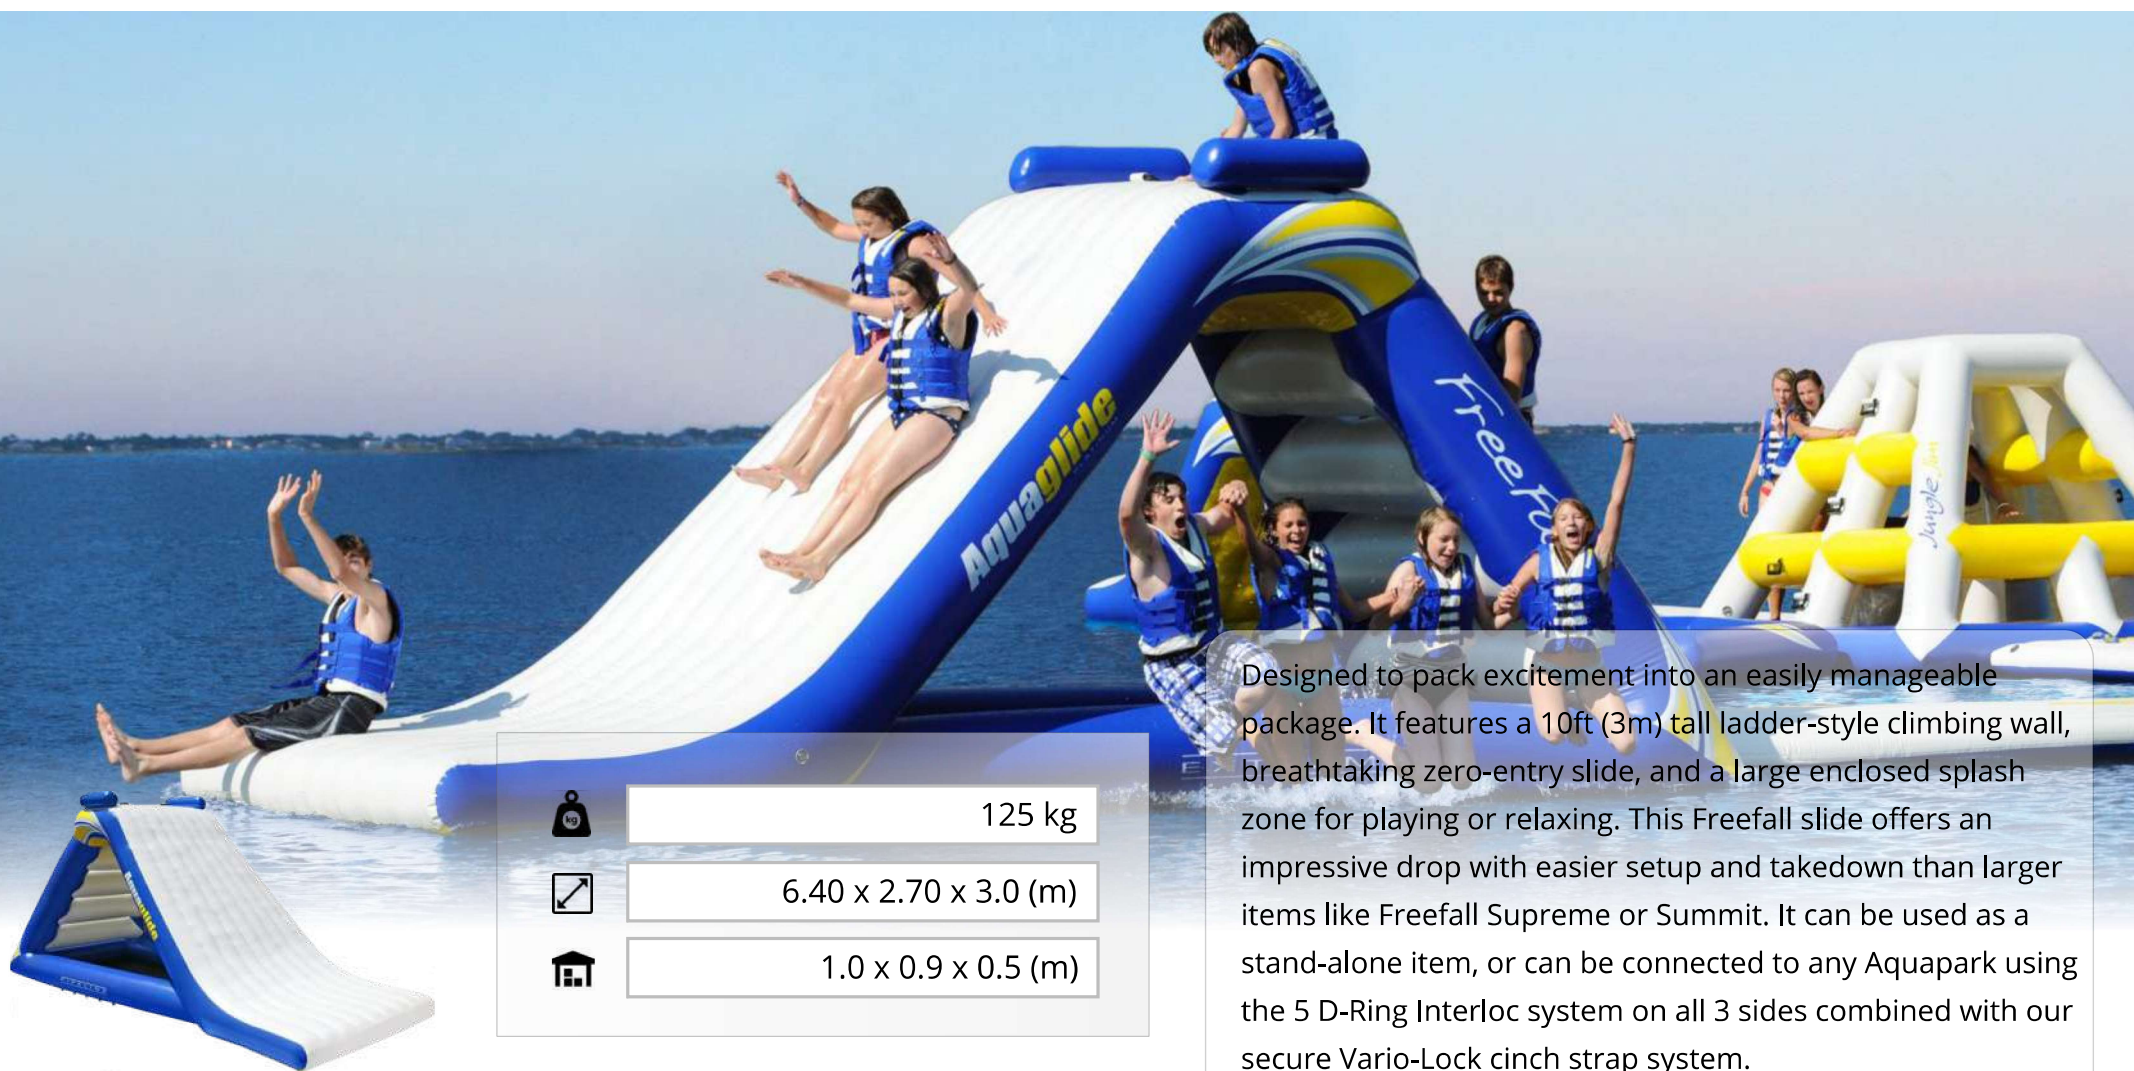 Aquaglide
FreeFa
Jungle Jim
kg
125 kg
6.40 x 2.70 x 3.0 (m)
1.0 x 0.9 x 0.5 (m)
Aquaglide
Designed to pack excitement into an easily manageable
package. It features a 10ft (3m) tall ladder-style climbing wall,
breathtaking zero-entry slide, and a large enclosed splash
zone for playing or relaxing. This Freefall slide offers an
impressive drop with easier setup and takedown than larger
items like Freefall Supreme or Summit. It can be used as a
stand-alone item, or can be connected to any Aquapark using
the 5 D-Ring Interloc system on all 3 sides combined with our
secure Vario-Lock cinch strap system.